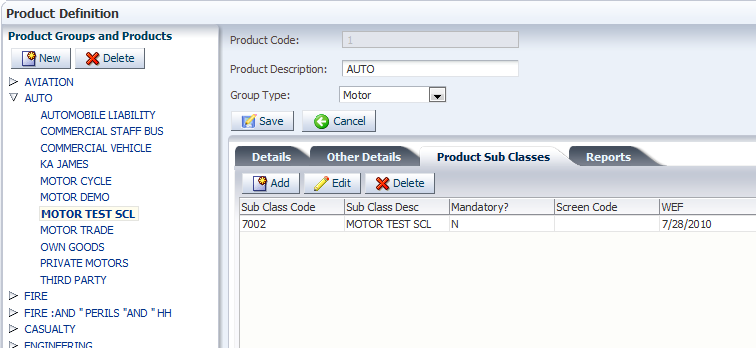 Product Definition
Product Groups and Products
New Delete
AVIATION
AUTO
AUTOMOBILE LIABILITY
COMMERCIAL STAFF BUS
COMMERCIAL VEHICLE
KA JAMES
MOTOR CYCLE
MOTOR DEMO
MOTOR TEST SCL
MOTOR TRADE
OWN GOODS
PRIVATE MOTORS
THIRD PARTY
FIRE
FIRE :AND " PERILS "AND " HH
CASUALTY
ENGINEERING
Product Code: 1
Product Description: AUTO
Group Type: Motor
Save Cancel
Details Other Details Product Sub Classes Reports
Add Edit Delete
Sub Class Code Sub Class Desc Mandatory? Screen Code WEF
7002 MOTOR TEST SCL N 7/28/2010